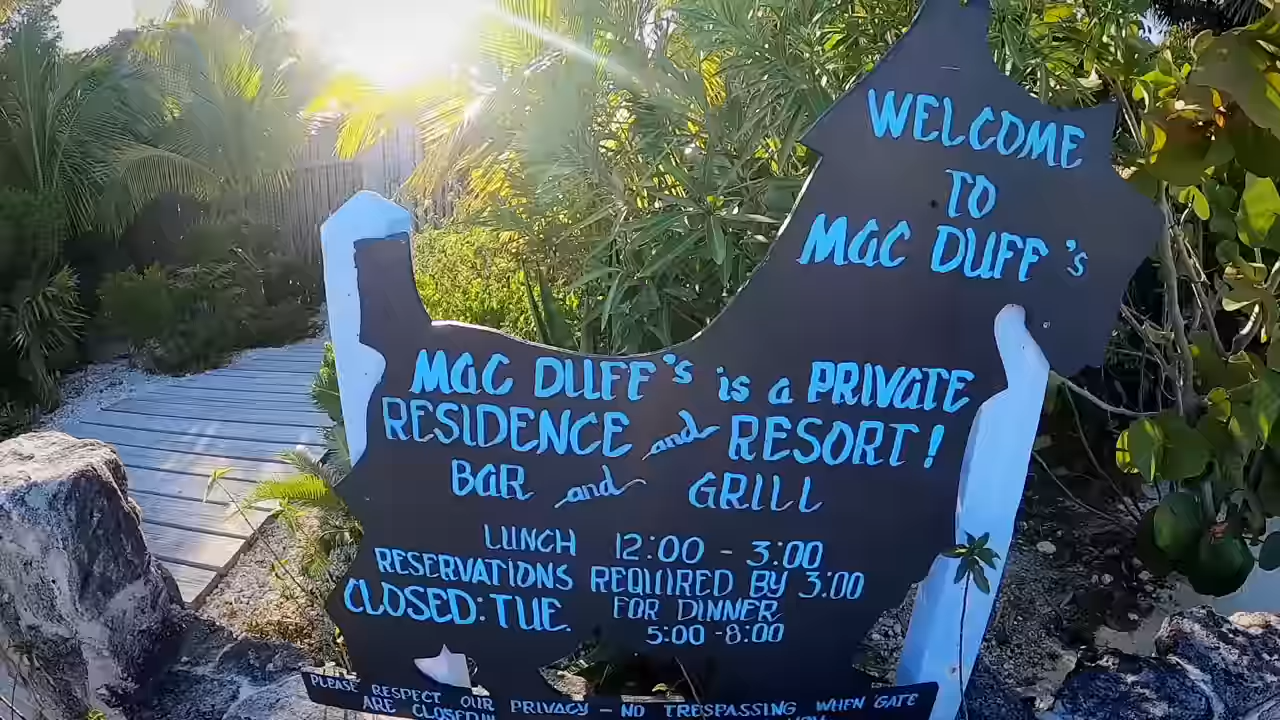 WELCOME
TO
MAC DUFF's
MAC DUFF's is a PRIVATE
RESIDENCE and RESORT!
BAR and GRILL
LUNCH 12:00 - 3:00
RESERVATIONS REQUIRED BY 3:00
CLOSED: TUE. FOR DINNER
5:00 - 8:00
PLEASE RESPECT OUR PRIVACY - NO TRESPASSING WHEN GATE
ARE CLOSED!!!